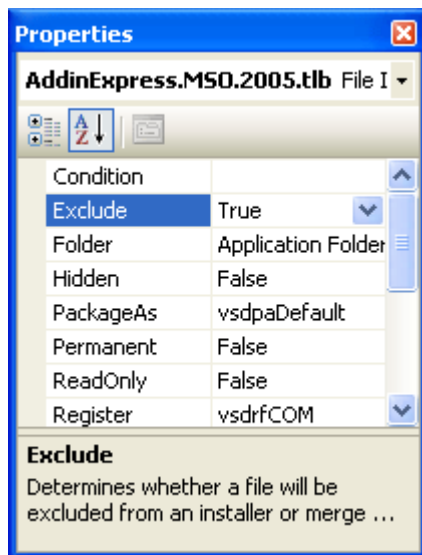 Properties
AddinExpress.MSO.2005.tlb File I
A Z
Condition
Exclude True
Folder Application Folder
Hidden False
PackageAs vsdpaDefault
Permanent False
ReadOnly False
Register vsdrfCOM
Exclude
Determines whether a file will be
excluded from an installer or merge ...